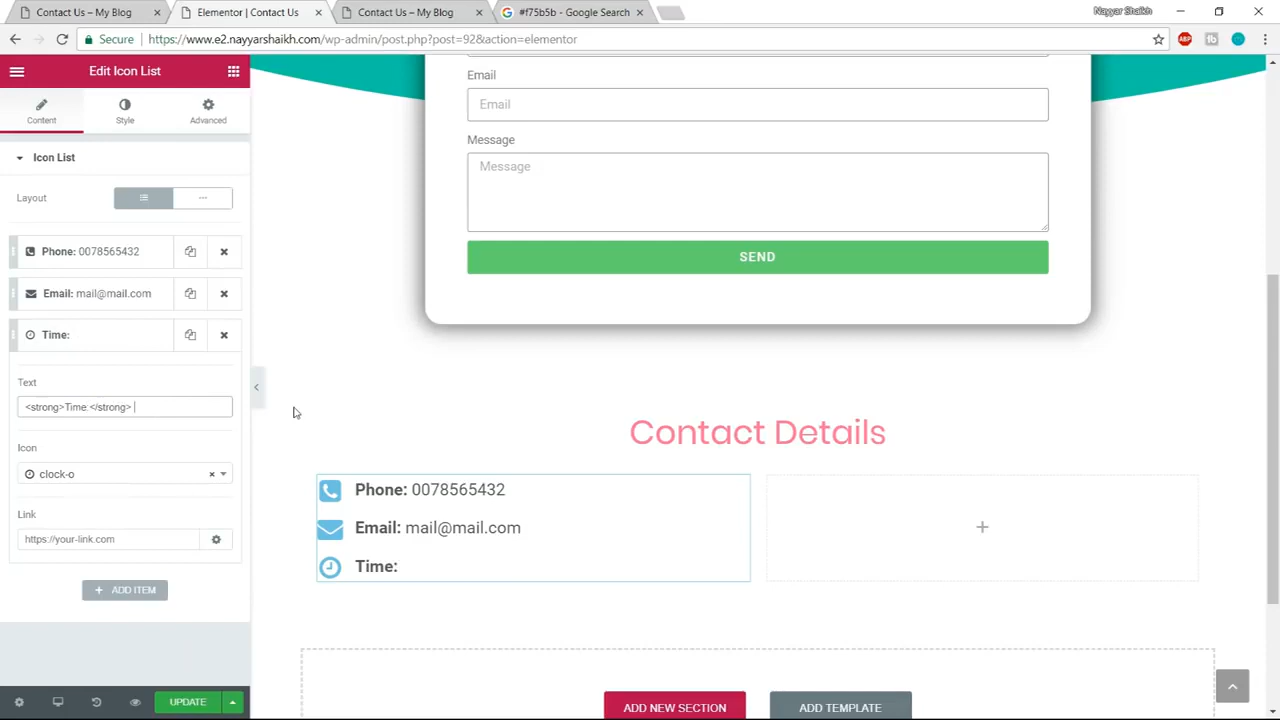 Contact Us – My Blog
Elementor | Contact Us
Contact Us – My Blog
#f75b5b - Google Search
Nayyar Shaikh
Secure
https://www.e2.nayyarshaikh.com/wp-admin/post.php?post=92&action=elementor
ABP
tb
Edit Icon List
Content
Style
Advanced
Icon List
Layout
Phone: 0078565432
Email: mail@mail.com
Time:
Text
<strong>Time:</strong>
Icon
clock-o
Link
https://your-link.com
ADD ITEM
UPDATE
Email
Email
Message
Message
SEND
Contact Details
Phone: 0078565432
Email: mail@mail.com
Time:
ADD NEW SECTION
ADD TEMPLATE